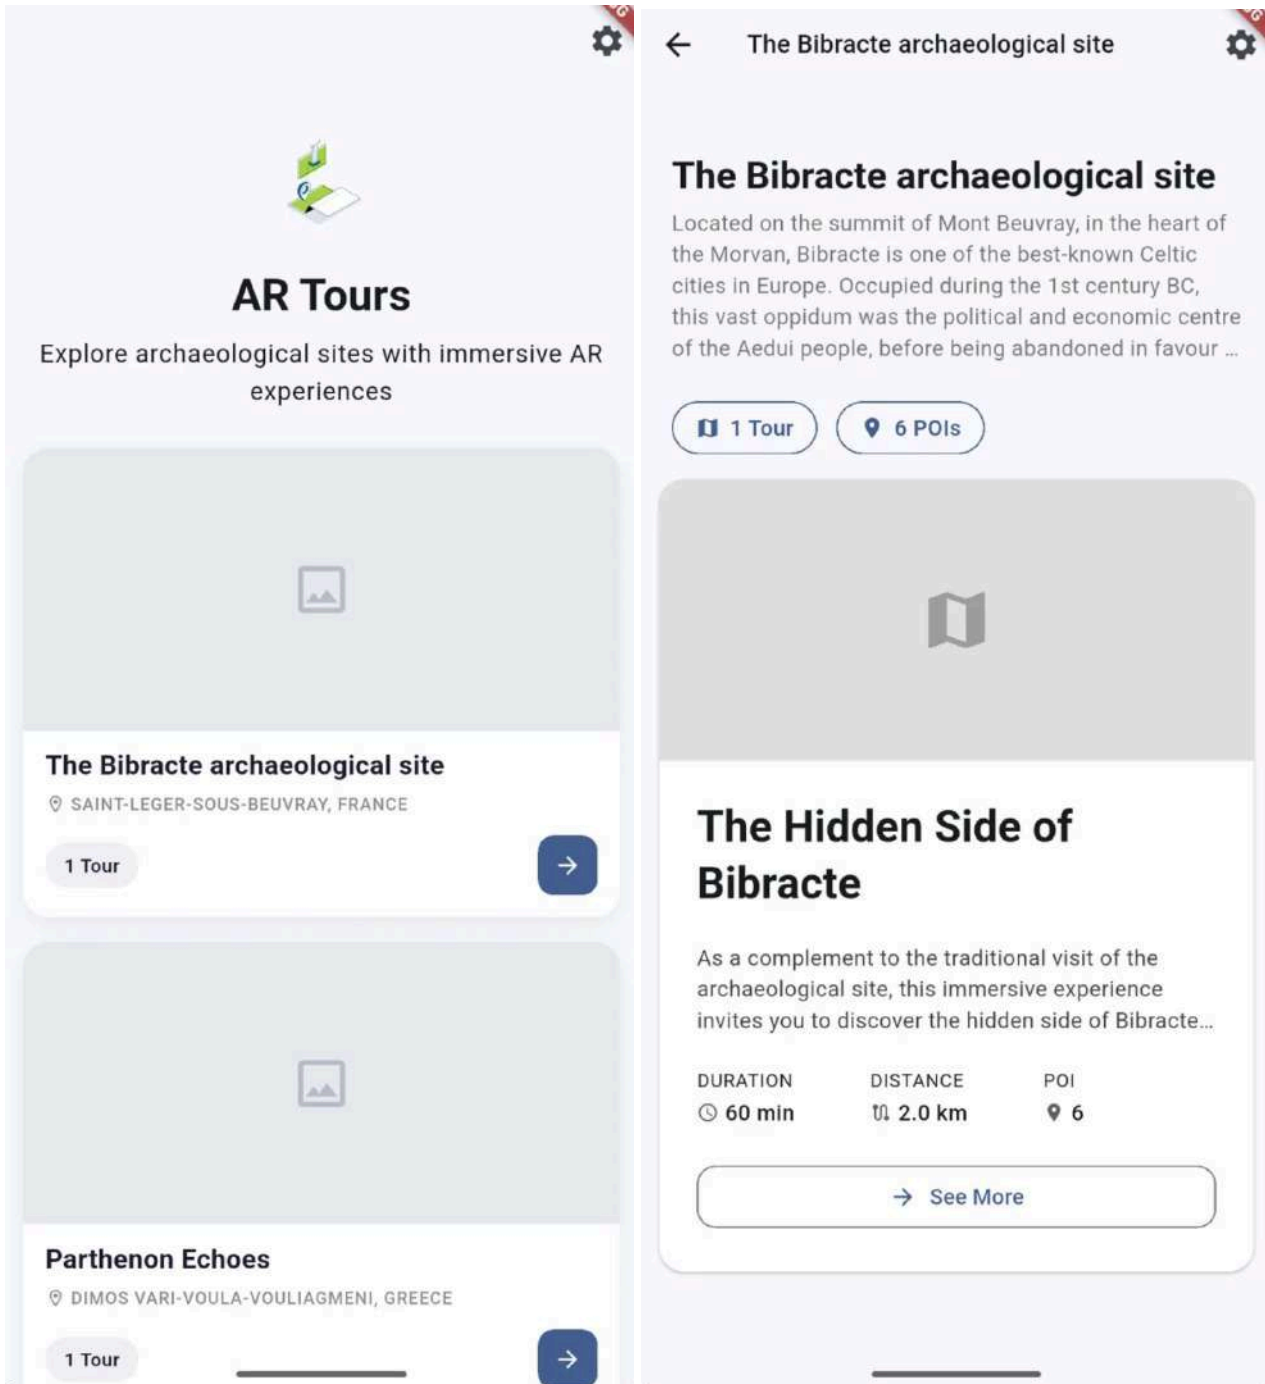 AR Tours
Explore archaeological sites with immersive AR
experiences
The Bibracte archaeological site
SAINT-LEGER-SOUS-BEUVRAY, FRANCE
1 Tour
Parthenon Echoes
DIMOS VARI-VOULA-VOULIAGMENI, GREECE
1 Tour
The Bibracte archaeological site
The Bibracte archaeological site
Located on the summit of Mont Beuvray, in the heart of
the Morvan, Bibracte is one of the best-known Celtic
cities in Europe. Occupied during the 1st century BC,
this vast oppidum was the political and economic centre
of the Aedui people, before being abandoned in favour ...
1 Tour
6 POIs
The Hidden Side of
Bibracte
As a complement to the traditional visit of the
archaeological site, this immersive experience
invites you to discover the hidden side of Bibracte...
DURATION DISTANCE POI
60 min 2.0 km 6
See More